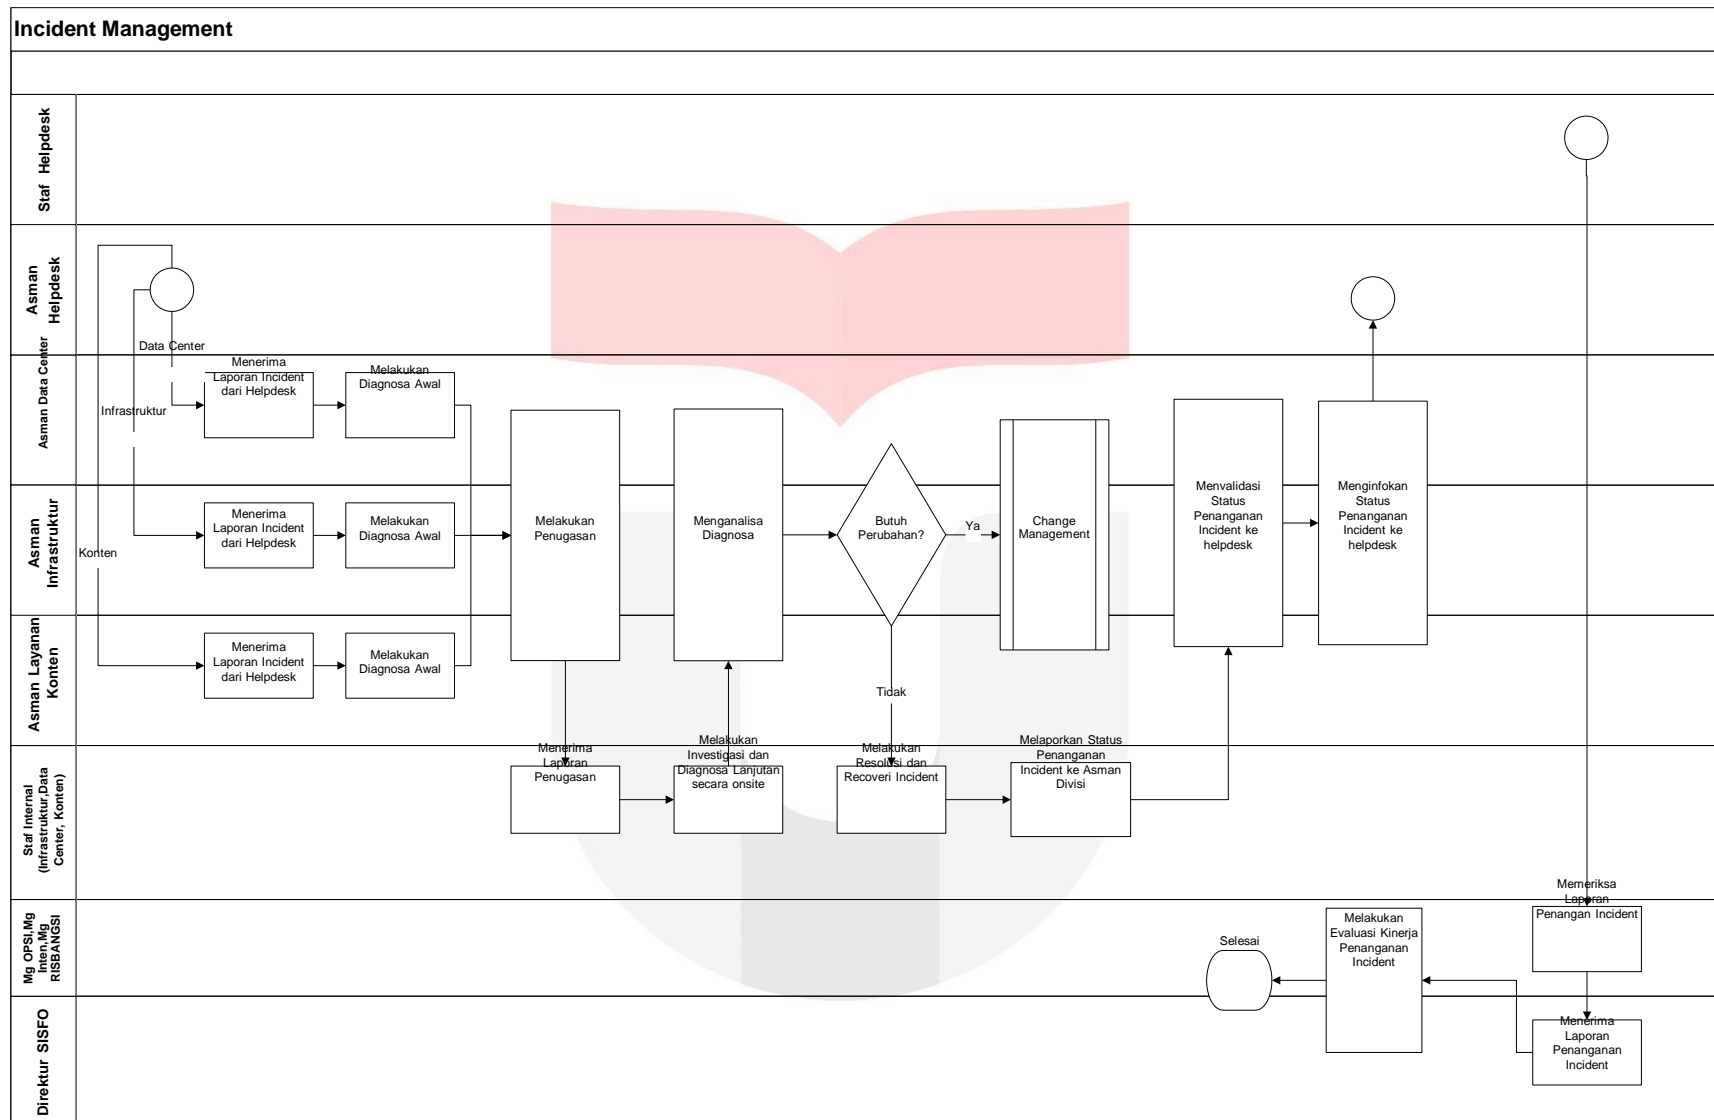 Incident Management
Staf Helpdesk
Asman
Helpdesk
Data Center
Asman Data Center
Menerima
Laporan Incident
dari Helpdesk
Melakukan
Diagnosa Awal
Infrastruktur
Asman
Infrastruktur
Menerima
Laporan Incident
dari Helpdesk
Melakukan
Diagnosa Awal
Melakukan
Penugasan
Menganalisa
Diagnosa
Butuh
Perubahan?
Ya
Change
Management
Menvalidasi
Status
Penanganan
Incident ke
helpdesk
Menginfokan
Status
Penanganan
Incident ke
helpdesk
Konten
Asman Layanan
Konten
Menerima
Laporan Incident
dari Helpdesk
Melakukan
Diagnosa Awal
Tidak
Staf Internal
(Infrastruktur,Data
Center, Konten)
Menerima
Laporan
Penugasan
Melakukan
Investigasi dan
Diagnosa Lanjutan
secara onsite
Melakukan
Resolusi dan
Recoveri Incident
Melaporkan Status
Penanganan
Incident ke Asman
Divisi
Mg OPSI,Mg
Inten,Mg
RISBANGSI
Selesai
Melakukan
Evaluasi Kinerja
Penanganan
Incident
Memeriksa
Laporan
Penangan Incident
Direktur SISFO
Menerima
Laporan
Penanganan
Incident